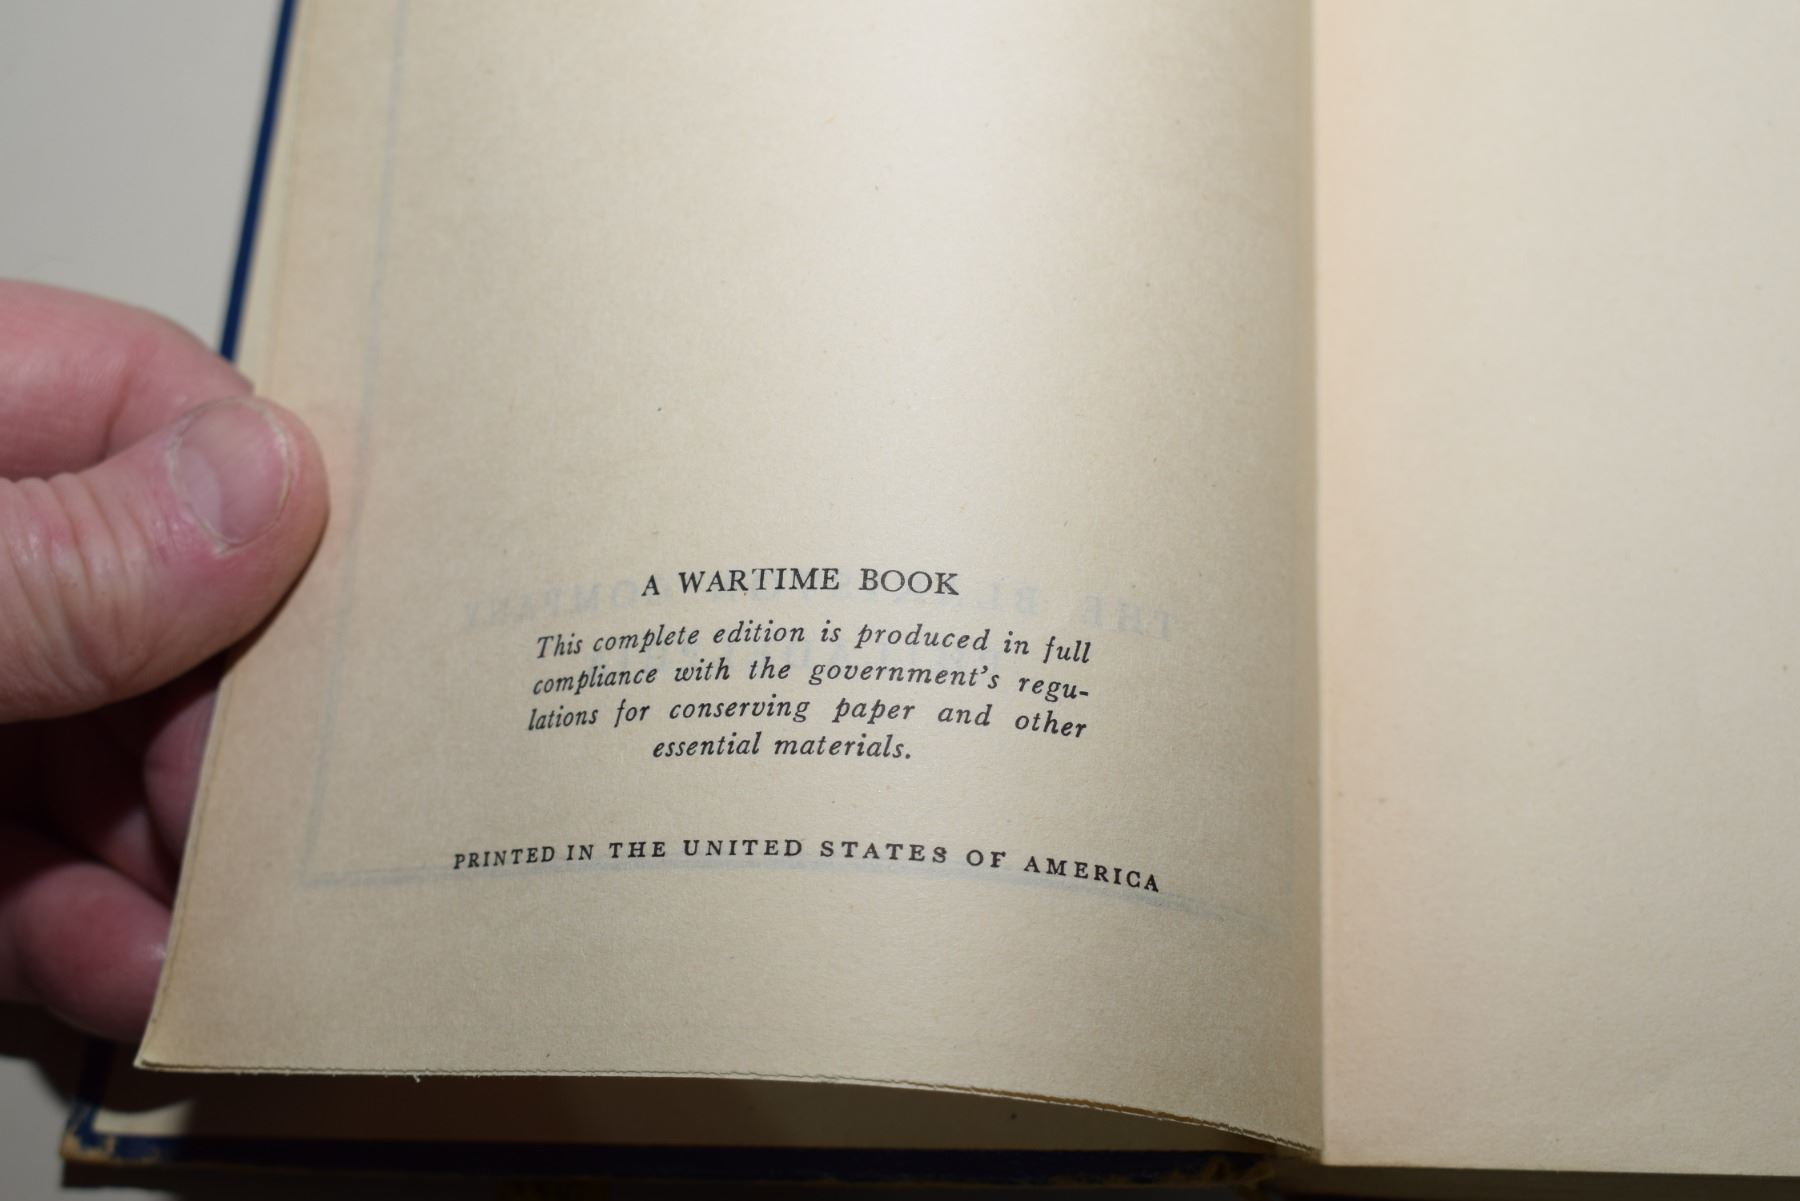 A WARTIME BOOK
This complete edition is produced in full
compliance with the government's regu-
lations for conserving paper and other
essential materials.
PRINTED IN THE UNITED STATES OF AMERICA